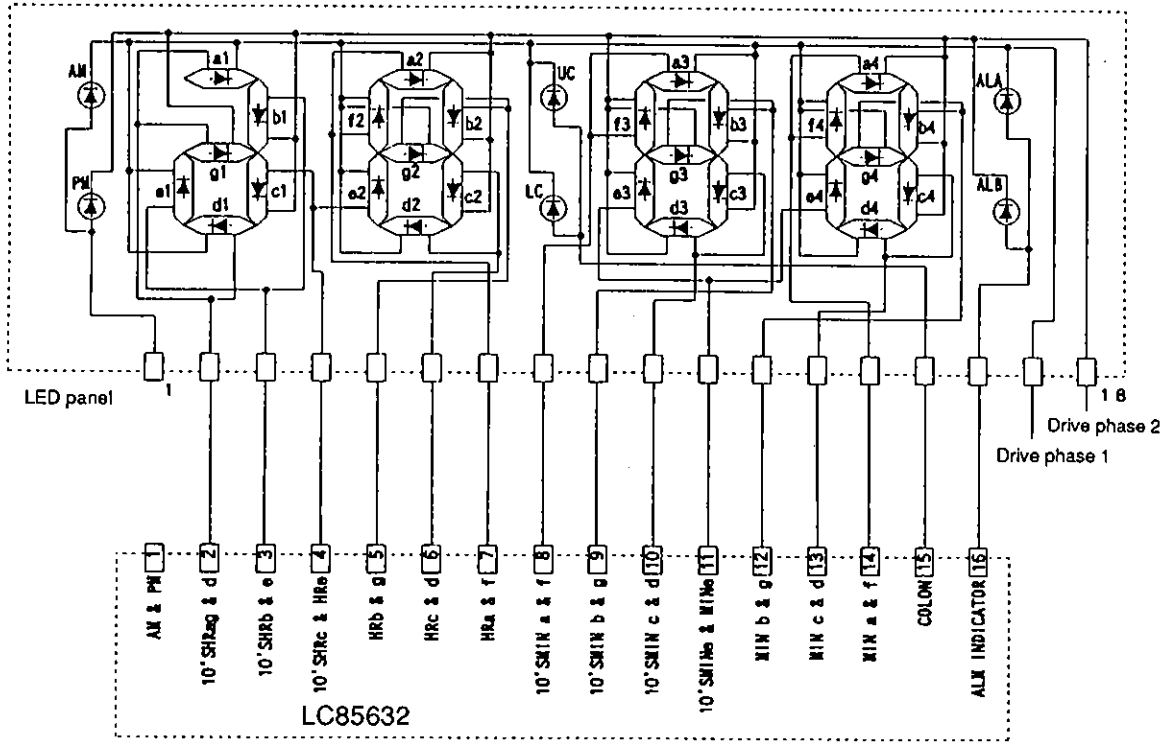 AM
PM
a1
b1
g1
e1
c1
d1
a2
f2
b2
g2
e2
c2
d2
UC
LC
a3
f3
b3
g3
e3
c3
d3
a4
f4
b4
g4
e4
c4
d4
ALA
ALB
LED panel
1
18
Drive phase 2
Drive phase 1
1
2
3
4
5
6
7
8
9
10
11
12
13
14
15
16
AM & PM
10'SHRag & d
10'SHRb & e
10'SHRc & HRe
HRb & g
HRc & d
HRa & f
10'SMIN a & f
10'SMIN b & g
10'SMIN c & d
10'SMINe & MINe
MIN b & g
MIN c & d
MIN a & f
COLON
ALM INDICATOR
LC85632